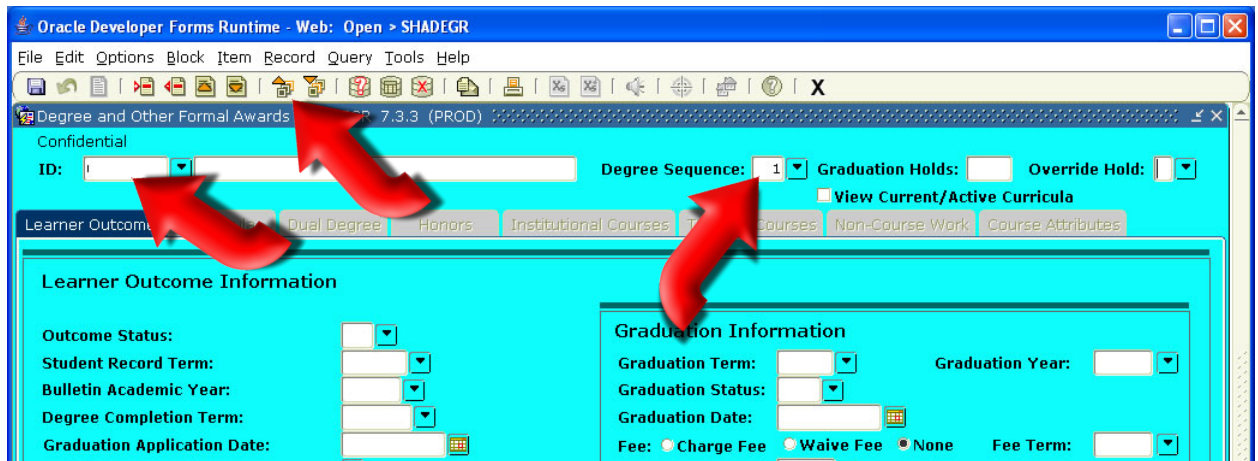 Oracle Developer Forms Runtime - Web: Open > SHADEGR
File Edit Options Block Item Record Query Tools Help
X
Degree and Other Formal Awards 7.3.3 (PROD)
Confidential
ID: Degree Sequence: 1 Graduation Holds: Override Hold:
View Current/Active Curricula
Learner Outcome Dual Degree Honors Institutional Courses Courses Non-Course Work Course Attributes
Learner Outcome Information
Graduation Information
Outcome Status:
Student Record Term: Graduation Term: Graduation Year:
Bulletin Academic Year: Graduation Status:
Degree Completion Term: Graduation Date:
Graduation Application Date: Fee: Charge Fee Waive Fee None Fee Term: